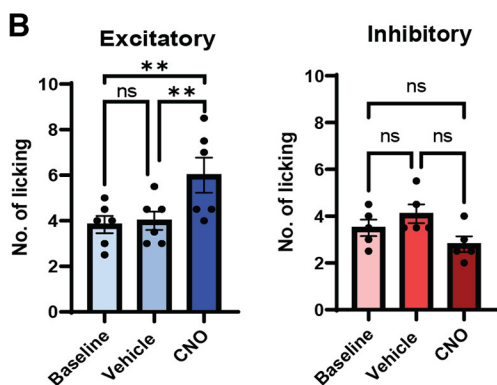 B
Excitatory
No. of licking
10
8
6
4
2
0
**
ns
**
Baseline
Vehicle
CNO
Inhibitory
No. of licking
10
8
6
4
2
0
ns
ns
ns
Baseline
Vehicle
CNO